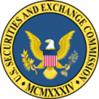 U.S. SECURITIES AND EXCHANGE COMMISSION
MCMXXXIV